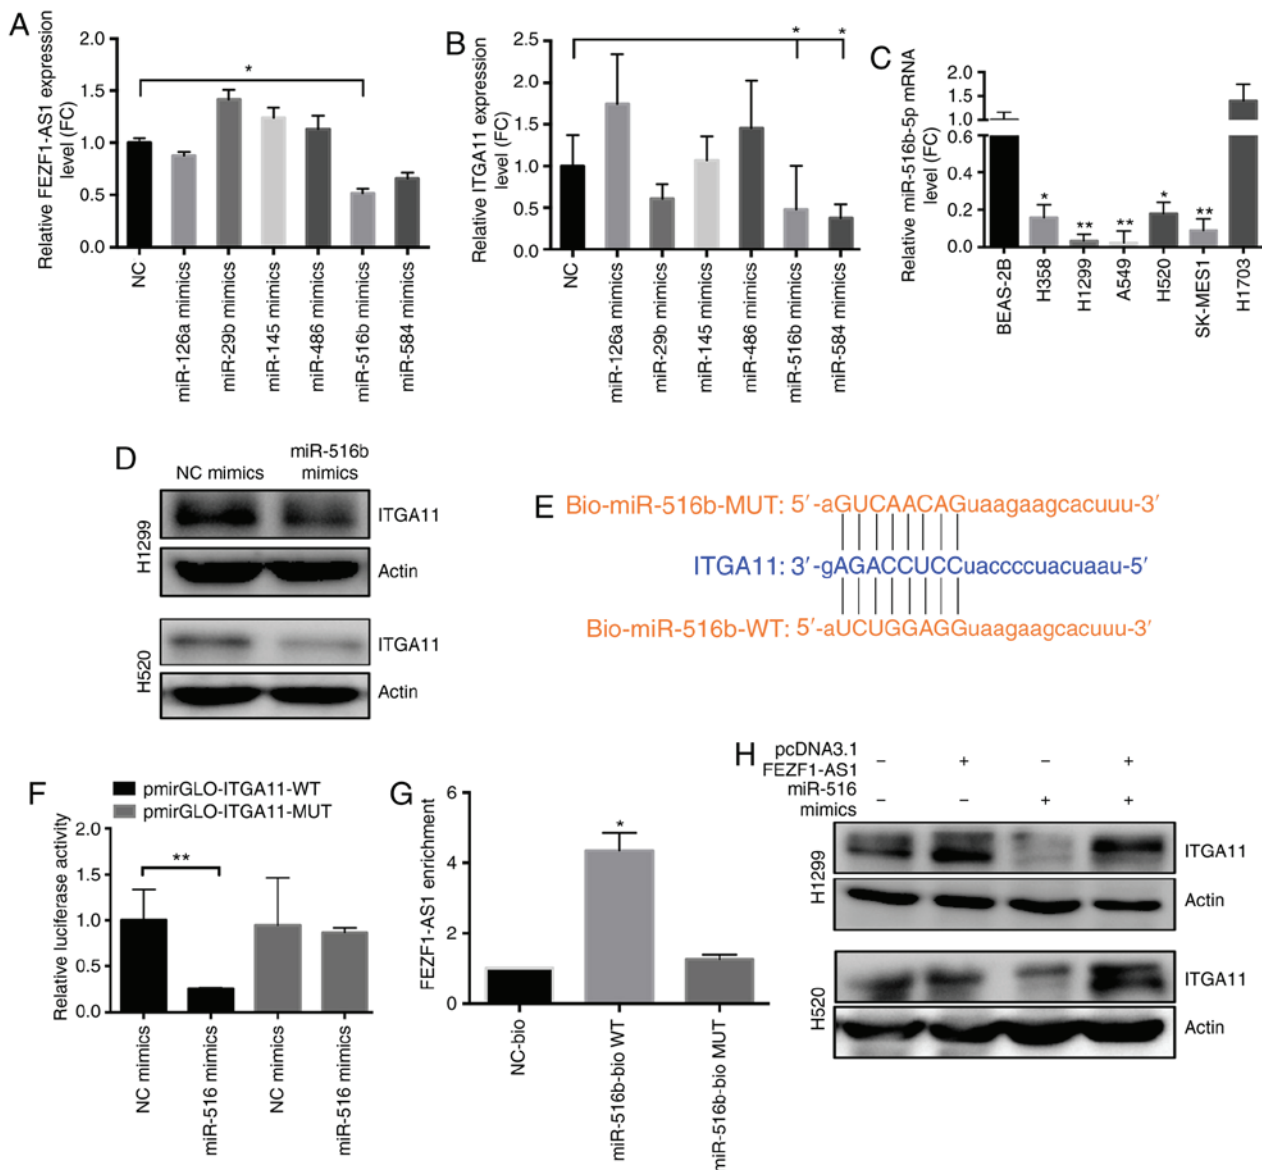 A
Relative FEZF1-AS1 expression
level (FC)
2.0
1.5
1.0
0.5
0.0
*
NC
miR-126a mimics
miR-29b mimics
miR-145 mimics
miR-486 mimics
miR-516b mimics
miR-584 mimics
B
Relative ITGA11 expression
level (FC)
2.5
2.0
1.5
1.0
0.5
0.0
* *
NC
miR-126a mimics
miR-29b mimics
miR-145 mimics
miR-486 mimics
miR-516b mimics
miR-584 mimics
C
Relative miR-516b-5p mRNA
level (FC)
2.0
1.5
1.0
0.6
0.4
0.2
0.0
* ** ** * **
BEAS-2B
H358
H1299
A549
H520
SK-MES1
H1703
D
NC mimics
miR-516b
mimics
H1299
ITGA11
Actin
H520
ITGA11
Actin
E
Bio-miR-516b-MUT: 5′-aGUCAACAGuaagaagcacuuu-3′
ITGA11: 3′-gAGACCUCCuaccccuacuaau-5′
Bio-miR-516b-WT: 5′-aUCUGGAGGuaagaagcacuuu-3′
F
pmirGLO-ITGA11-WT
pmirGLO-ITGA11-MUT
Relative luciferase activity
2.0
1.5
1.0
0.5
0.0
**
NC mimics
miR-516 mimics
NC mimics
miR-516 mimics
G
FEZF1-AS1 enrichment
6
4
2
0
*
NC-bio
miR-516b-bio WT
miR-516b-bio MUT
H
pcDNA3.1
FEZF1-AS1
– + – +
miR-516
mimics
– – + +
H1299
ITGA11
Actin
H520
ITGA11
Actin